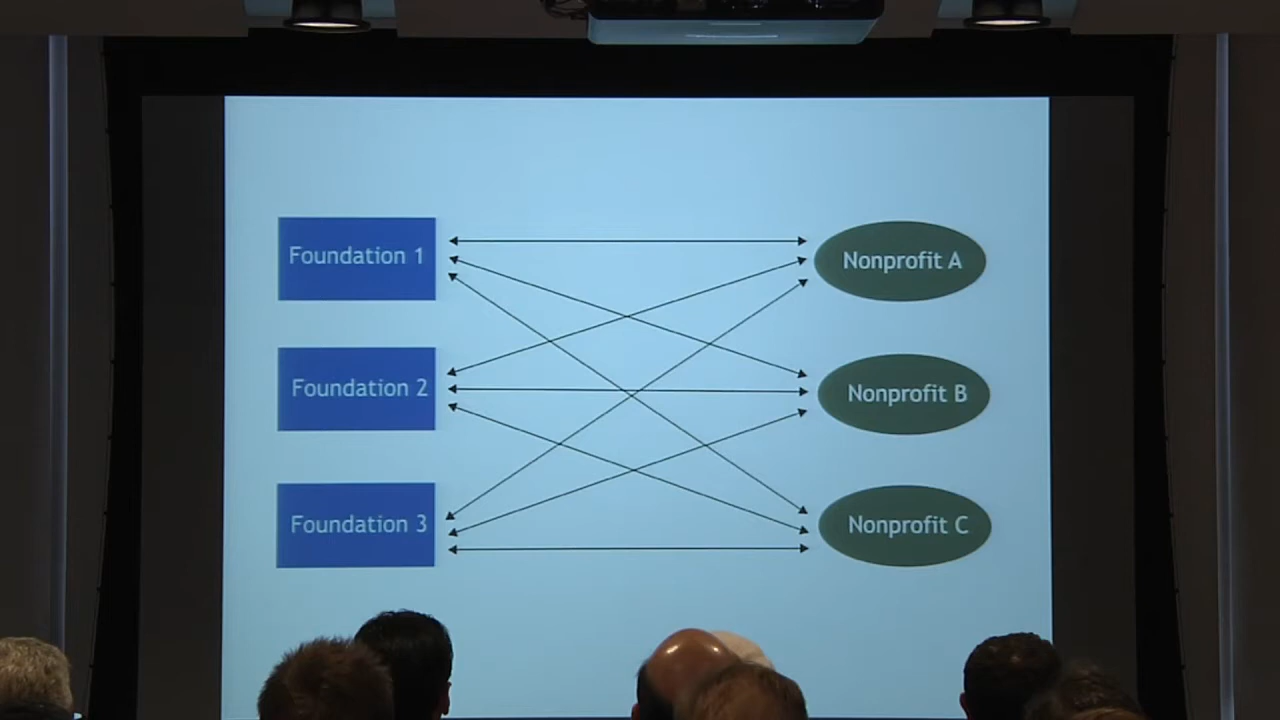 Foundation 1
Nonprofit A
Foundation 2
Nonprofit B
Foundation 3
Nonprofit C